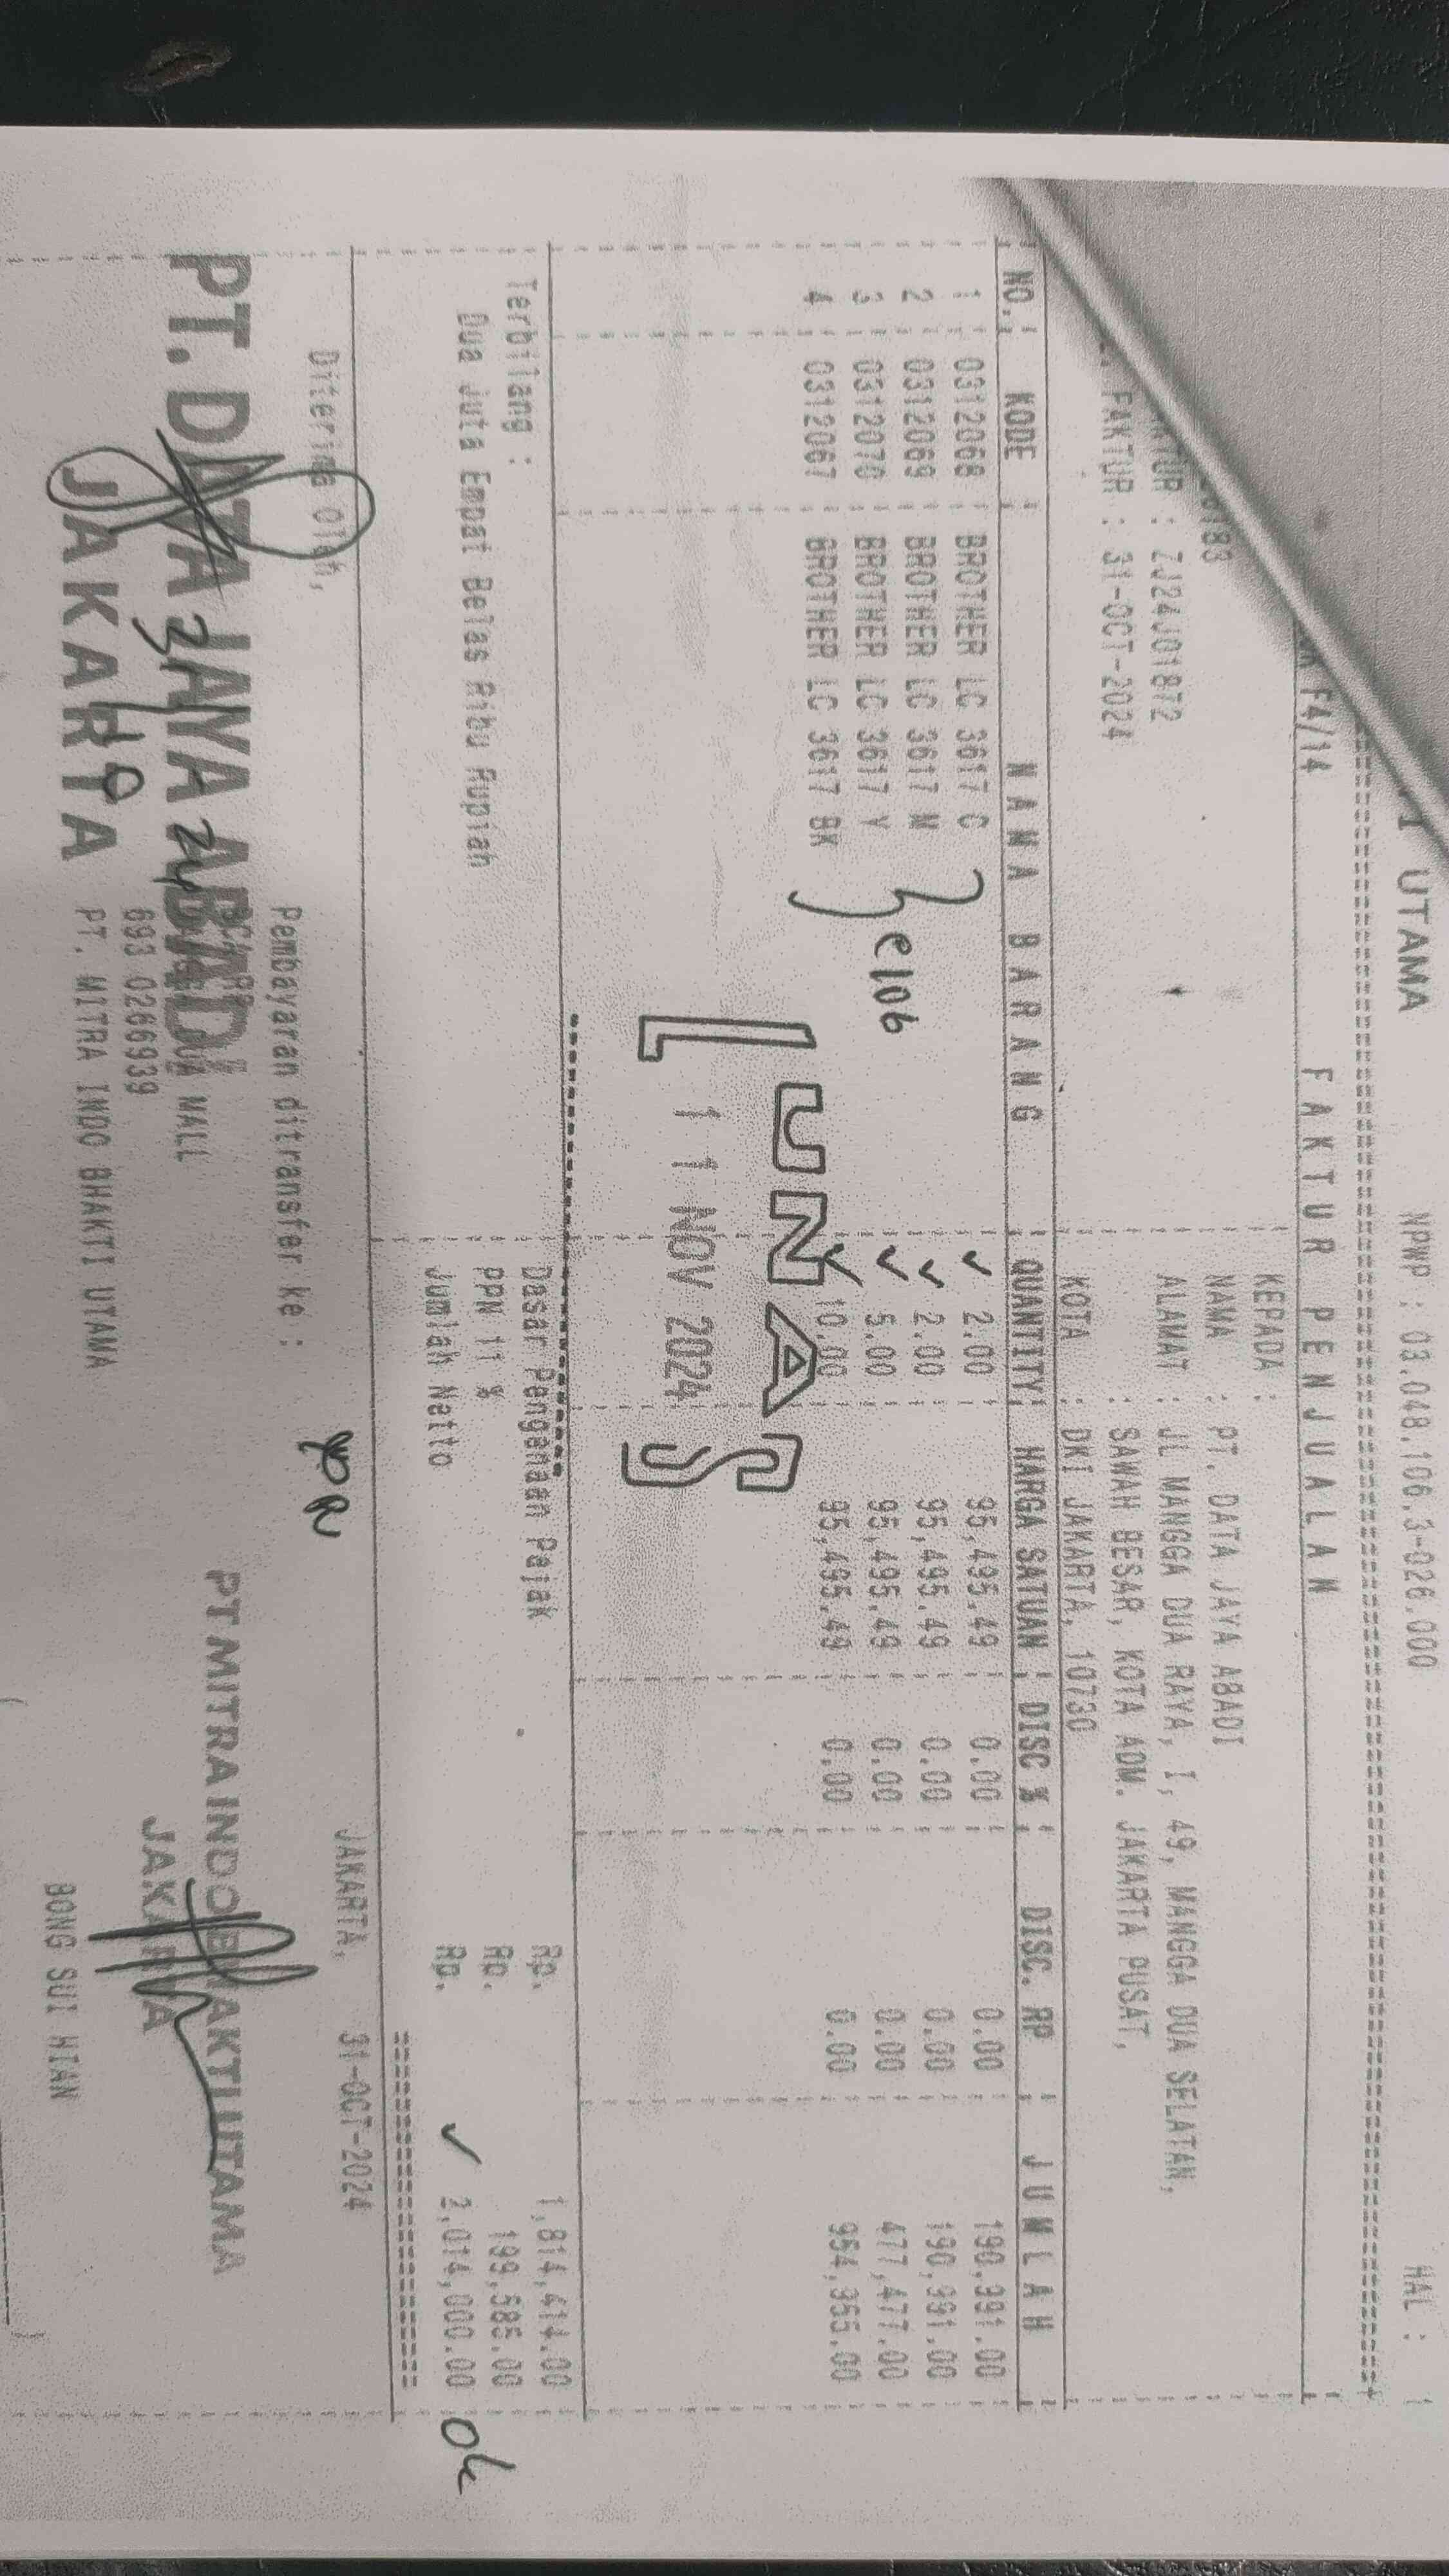 UTAMA NPWP : 03.048.106.3-026.000 HAL : 1
F4/14 FAKTUR PENJUALAN
KEPADA :
NAMA : PT. DATA JAYA ABADI
FAKTUR : ZJ24J01872 ALAMAT : JL MANGGA DUA RAYA, I, 49, MANGGA DUA SELATAN,
FAKTUR : 31-OCT-2024 : SAWAH BESAR, KOTA ADM. JAKARTA PUSAT,
KOTA : DKI JAKARTA, 10730
NO. KODE NAMA BARANG QUANTITY HARGA SATUAN DISC % DISC. RP JUMLAH
1 0312068 BROTHER LC 3617 C 2.00 95,495.49 0.00 0.00 190,991.00
2 0312069 BROTHER LC 3617 M 2.00 95,495.49 0.00 0.00 190,991.00
3 0312070 BROTHER LC 3617 Y 5.00 95,495.49 0.00 0.00 477,477.00
4 0312067 BROTHER LC 3617 BK 10.00 95,495.49 0.00 0.00 954,955.00
LUNAS
11 NOV 2024
Terbilang : Dasar Pengenaan Pajak Rp. 1,814,414.00
Dua Juta Empat Belas Ribu Rupiah PPN 11 % Rp. 199,585.00
Jumlah Netto Rp. 2,014,000.00 Ok
JAKARTA, 31-OCT-2024
Diterima Oleh,
Pembayaran ditransfer ke :
PT. DATA JAYA ABADI
JAKARTA
MALL
693 0266939
PT. MITRA INDO BHAKTI UTAMA
PT MITRA INDO BHAKTI UTAMA
JAKARTA
BONG SUI HIAN